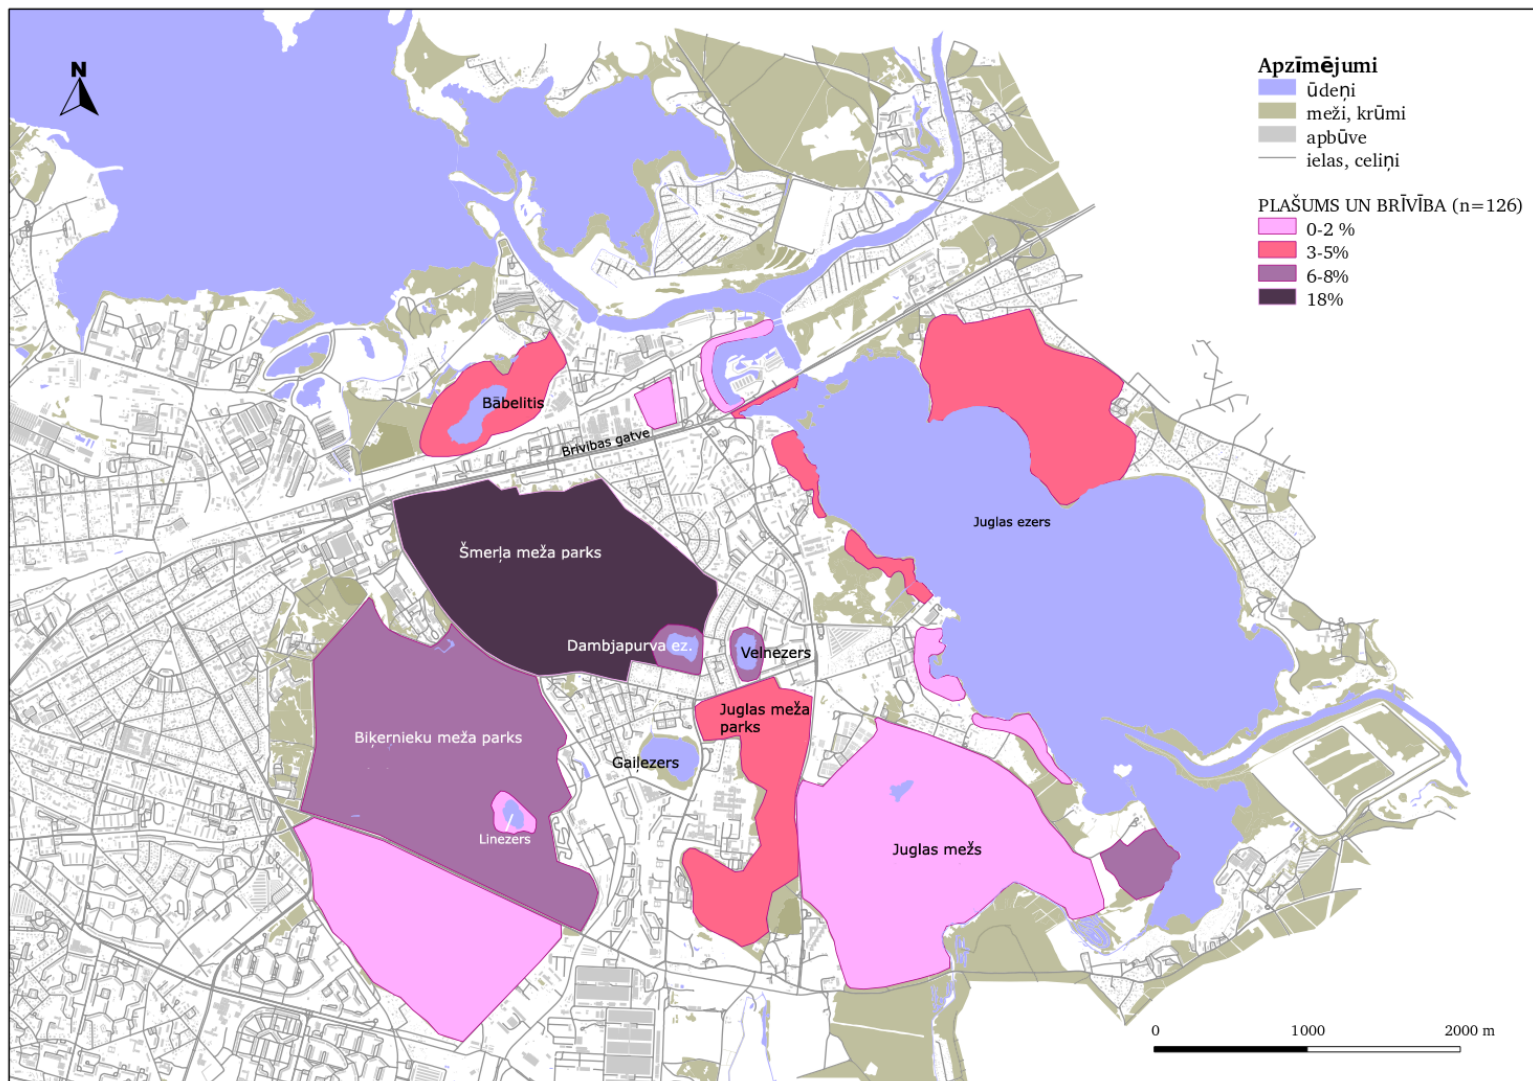 N
Apzīmējumi
ūdeņi
meži, krūmi
apbūve
ielas, celiņi
PLAŠUMS UN BRĪVĪBA (n=126)
0-2 %
3-5%
6-8%
18%
Bābelitis
Brīvības gatve
Juglas ezers
Šmerļa meža parks
Dambjapurva ez.
Velnezers
Juglas meža
parks
Biķernieku meža parks
Gaiļezers
Linezers
Juglas mežs
0 1000 2000 m